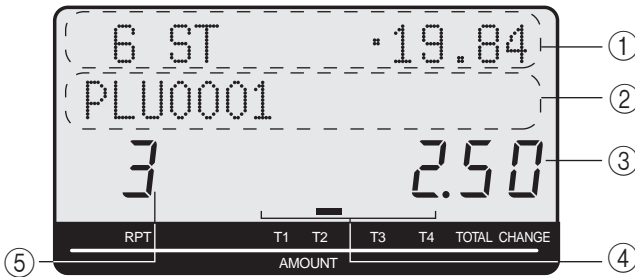 6 ST ·19.84 ①
PLU0001 ②
3 2.50 ③
RPT T1 T2 T3 T4 TOTAL CHANGE
⑤ AMOUNT ④